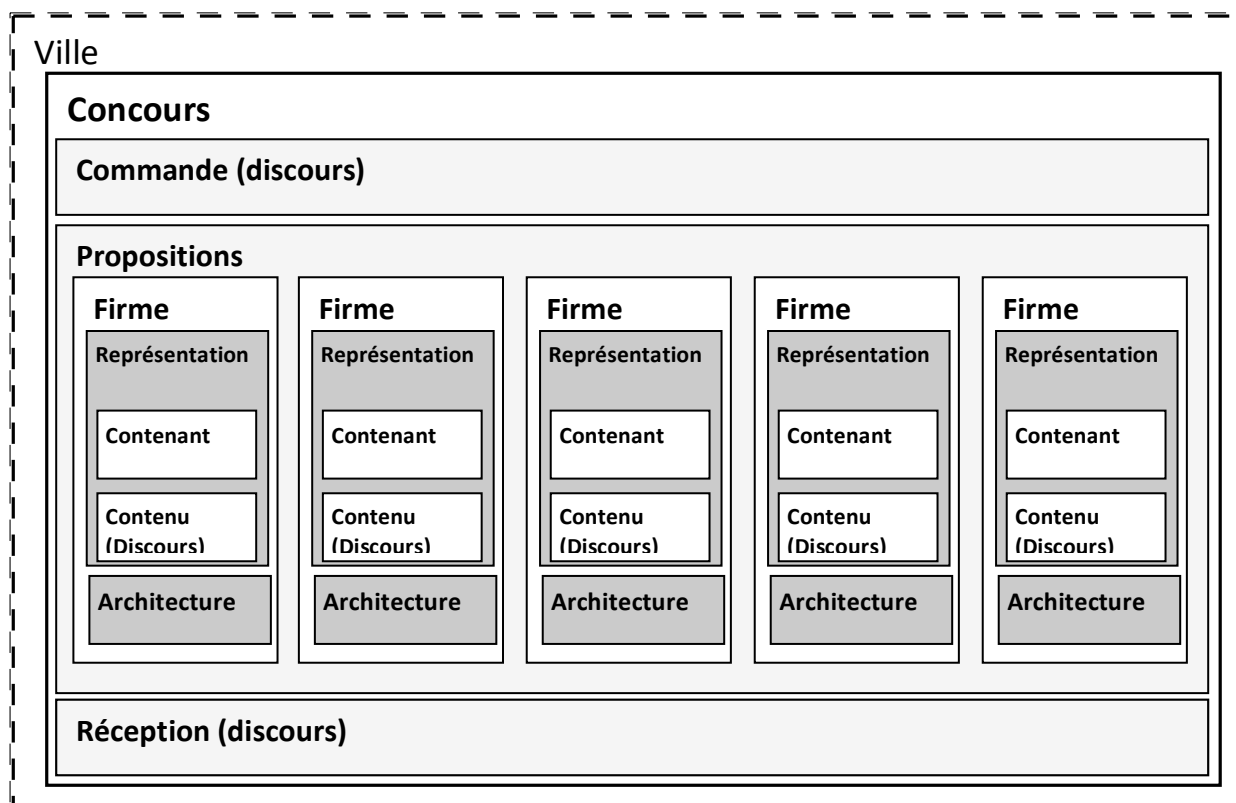 Ville
Concours
Commande (discours)
Propositions
Firme Firme Firme Firme Firme
Représentation Représentation Représentation Représentation Représentation
Contenant Contenant Contenant Contenant Contenant
Contenu Contenu Contenu Contenu Contenu
(Discours) (Discours) (Discours) (Discours) (Discours)
Architecture Architecture Architecture Architecture Architecture
Réception (discours)